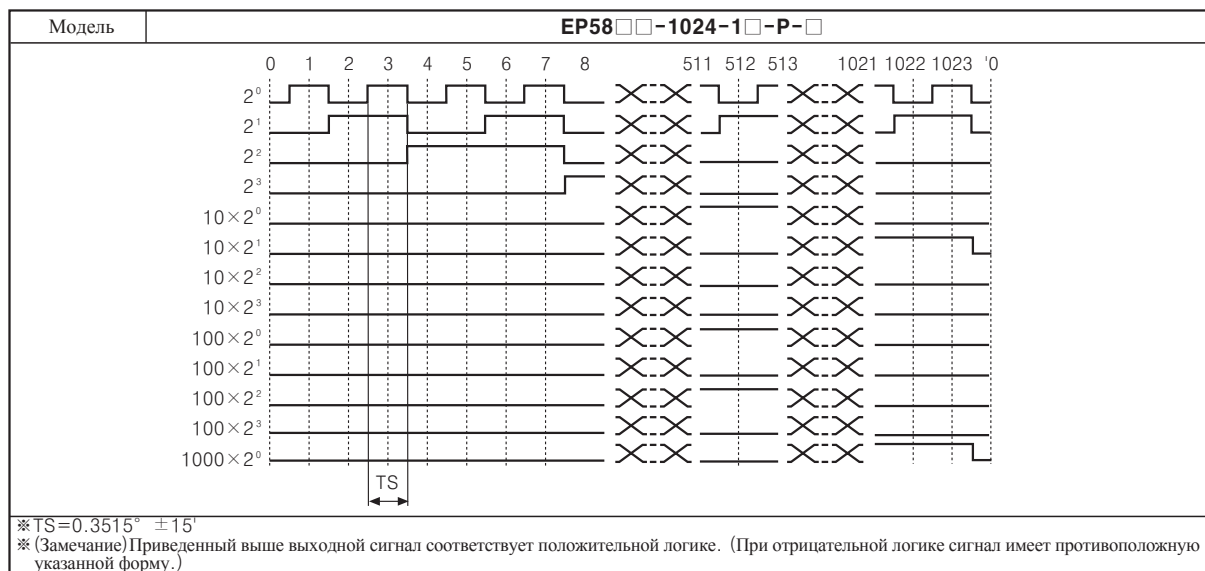 Модель EP58□□-1024-1□-P-□
0 1 2 3 4 5 6 7 8 511 512 513 1021 1022 1023 '0
2⁰
2¹
2²
2³
10×2⁰
10×2¹
10×2²
10×2³
100×2⁰
100×2¹
100×2²
100×2³
1000×2⁰
TS
※TS=0.3515° ±15'
※(Замечание)Приведенный выше выходной сигнал соответствует положительной логике. (При отрицательной логике сигнал имеет противоположную
указанной форму.)